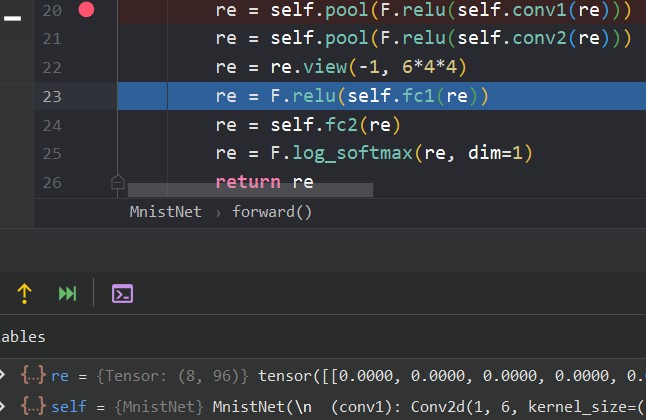 20 re = self.pool(F.relu(self.conv1(re)))
21 re = self.pool(F.relu(self.conv2(re)))
22 re = re.view(-1, 6*4*4)
23 re = F.relu(self.fc1(re))
24 re = self.fc2(re)
25 re = F.log_softmax(re, dim=1)
26 return re
MnistNet › forward()
ables
{...} re = {Tensor: (8, 96)} tensor([[0.0000, 0.0000, 0.0000, 0.0000, 0.
{...} self = {MnistNet} MnistNet(\n (conv1): Conv2d(1, 6, kernel_size=(